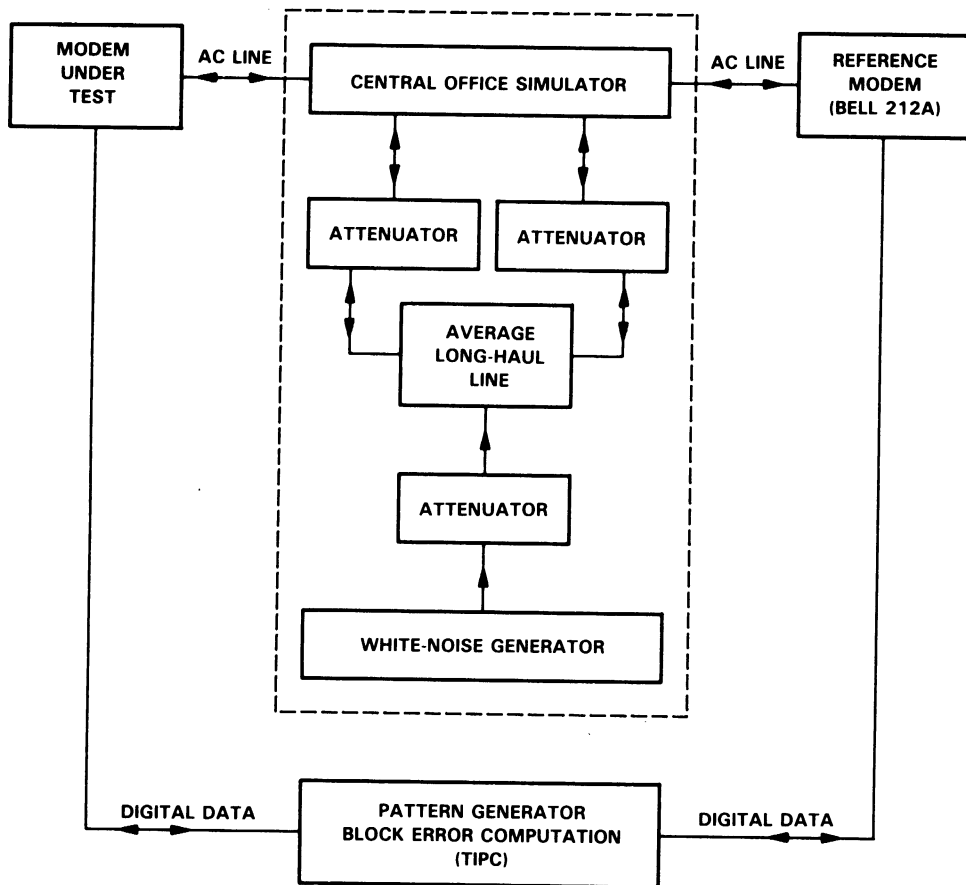 MODEM
UNDER
TEST
AC LINE
CENTRAL OFFICE SIMULATOR
AC LINE
REFERENCE
MODEM
(BELL 212A)
ATTENUATOR
ATTENUATOR
AVERAGE
LONG-HAUL
LINE
ATTENUATOR
WHITE-NOISE GENERATOR
DIGITAL DATA
PATTERN GENERATOR
BLOCK ERROR COMPUTATION
(TIPC)
DIGITAL DATA